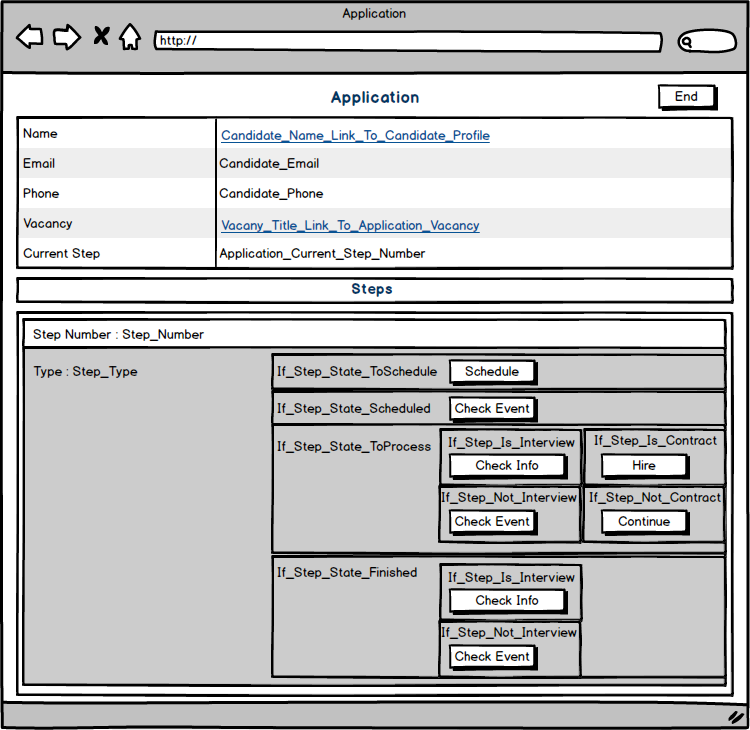 Application
http://
Application
End
Name
Candidate_Name_Link_To_Candidate_Profile
Email
Candidate_Email
Phone
Candidate_Phone
Vacancy
Vacany_Title_Link_To_Application_Vacancy
Current Step
Application_Current_Step_Number
Steps
Step Number : Step_Number
Type : Step_Type
If_Step_State_ToSchedule
Schedule
If_Step_State_Scheduled
Check Event
If_Step_State_ToProcess
If_Step_Is_Interview
Check Info
If_Step_Is_Contract
Hire
If_Step_Not_Interview
Check Event
If_Step_Not_Contract
Continue
If_Step_State_Finished
If_Step_Is_Interview
Check Info
If_Step_Not_Interview
Check Event